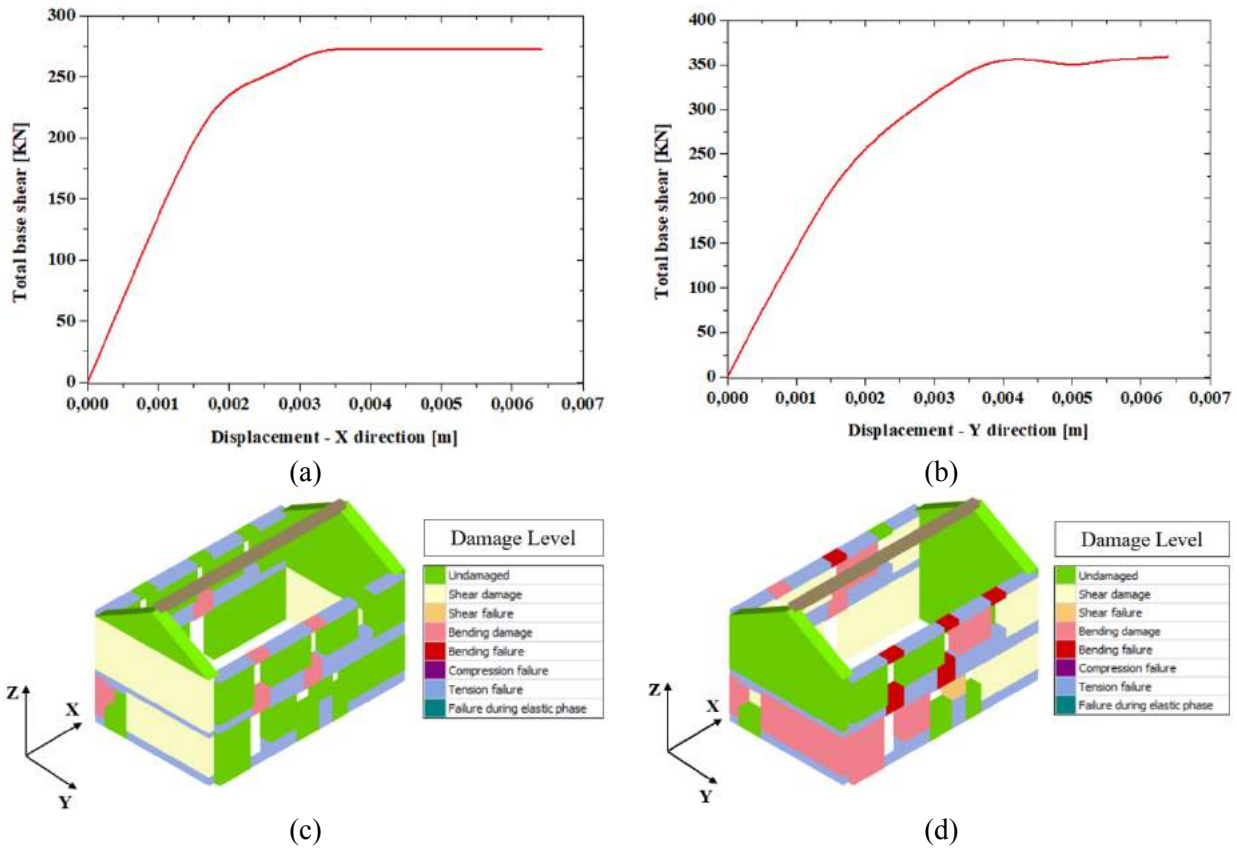 300
250
200
150
100
50
0
Total base shear [KN]
0,000 0,001 0,002 0,003 0,004 0,005 0,006 0,007
Displacement - X direction [m]
(a)
400
350
300
250
200
150
100
50
0
Total base shear [KN]
0,000 0,001 0,002 0,003 0,004 0,005 0,006 0,007
Displacement - Y direction [m]
(b)
Z
X
Y
Damage Level
Undamaged
Shear damage
Shear failure
Bending damage
Bending failure
Compression failure
Tension failure
Failure during elastic phase
(c)
Z
X
Y
Damage Level
Undamaged
Shear damage
Shear failure
Bending damage
Bending failure
Compression failure
Tension failure
Failure during elastic phase
(d)